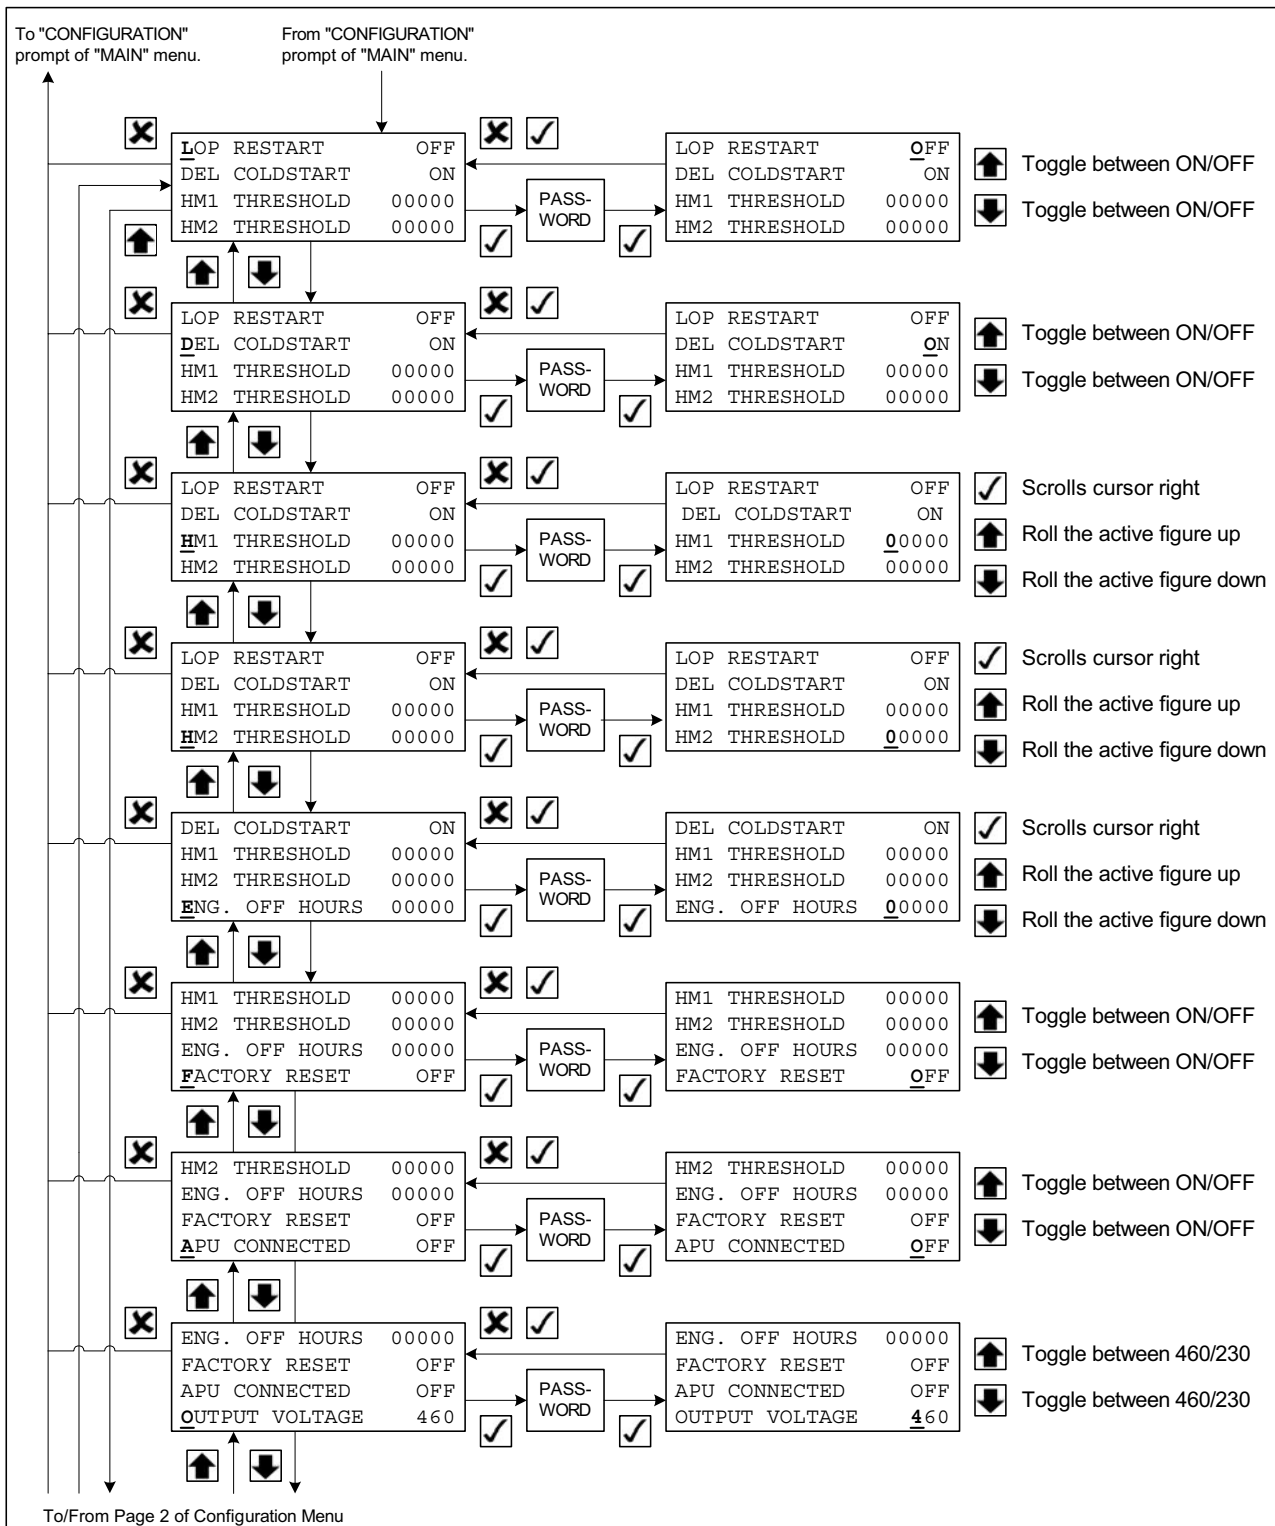 To "CONFIGURATION"
prompt of "MAIN" menu.
From "CONFIGURATION"
prompt of "MAIN" menu.
LOP RESTART OFF
DEL COLDSTART ON
HM1 THRESHOLD 00000
HM2 THRESHOLD 00000
PASS-
WORD
LOP RESTART OFF
DEL COLDSTART ON
HM1 THRESHOLD 00000
HM2 THRESHOLD 00000
Toggle between ON/OFF
Toggle between ON/OFF
LOP RESTART OFF
DEL COLDSTART ON
HM1 THRESHOLD 00000
HM2 THRESHOLD 00000
PASS-
WORD
LOP RESTART OFF
DEL COLDSTART ON
HM1 THRESHOLD 00000
HM2 THRESHOLD 00000
Toggle between ON/OFF
Toggle between ON/OFF
LOP RESTART OFF
DEL COLDSTART ON
HM1 THRESHOLD 00000
HM2 THRESHOLD 00000
PASS-
WORD
LOP RESTART OFF
DEL COLDSTART ON
HM1 THRESHOLD 00000
HM2 THRESHOLD 00000
Scrolls cursor right
Roll the active figure up
Roll the active figure down
LOP RESTART OFF
DEL COLDSTART ON
HM1 THRESHOLD 00000
HM2 THRESHOLD 00000
PASS-
WORD
LOP RESTART OFF
DEL COLDSTART ON
HM1 THRESHOLD 00000
HM2 THRESHOLD 00000
Scrolls cursor right
Roll the active figure up
Roll the active figure down
DEL COLDSTART ON
HM1 THRESHOLD 00000
HM2 THRESHOLD 00000
ENG. OFF HOURS 00000
PASS-
WORD
DEL COLDSTART ON
HM1 THRESHOLD 00000
HM2 THRESHOLD 00000
ENG. OFF HOURS 00000
Scrolls cursor right
Roll the active figure up
Roll the active figure down
HM1 THRESHOLD 00000
HM2 THRESHOLD 00000
ENG. OFF HOURS 00000
FACTORY RESET OFF
PASS-
WORD
HM1 THRESHOLD 00000
HM2 THRESHOLD 00000
ENG. OFF HOURS 00000
FACTORY RESET OFF
Toggle between ON/OFF
Toggle between ON/OFF
HM2 THRESHOLD 00000
ENG. OFF HOURS 00000
FACTORY RESET OFF
APU CONNECTED OFF
PASS-
WORD
HM2 THRESHOLD 00000
ENG. OFF HOURS 00000
FACTORY RESET OFF
APU CONNECTED OFF
Toggle between ON/OFF
Toggle between ON/OFF
ENG. OFF HOURS 00000
FACTORY RESET OFF
APU CONNECTED OFF
OUTPUT VOLTAGE 460
PASS-
WORD
ENG. OFF HOURS 00000
FACTORY RESET OFF
APU CONNECTED OFF
OUTPUT VOLTAGE 460
Toggle between 460/230
Toggle between 460/230
To/From Page 2 of Configuration Menu